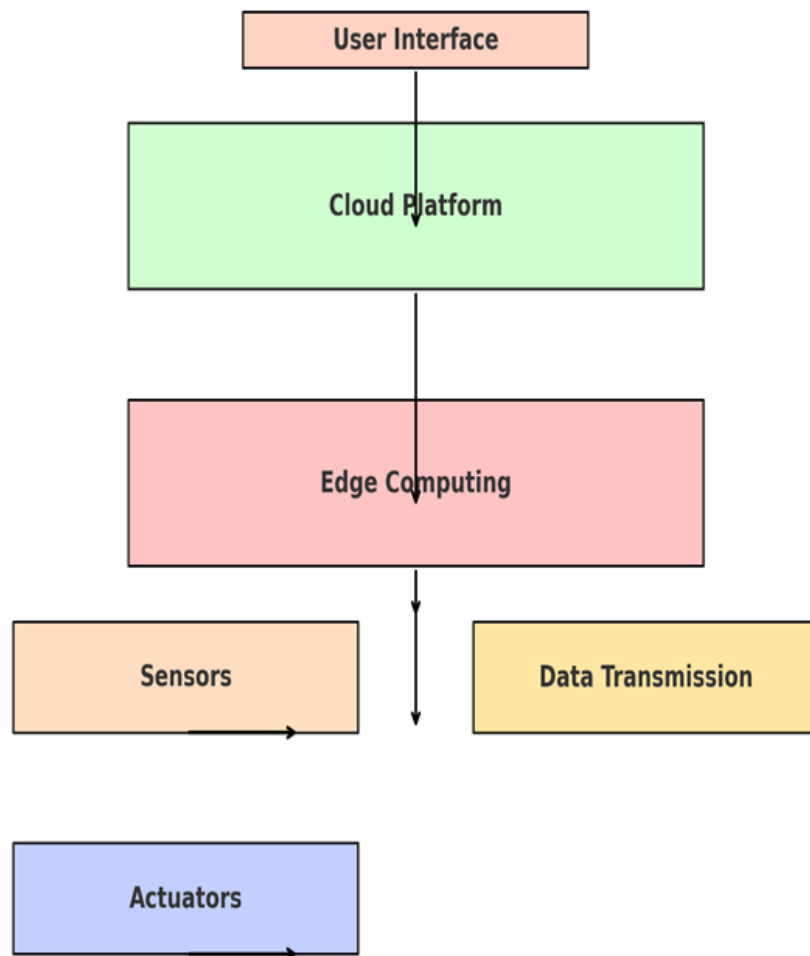 User Interface
Cloud Platform
Edge Computing
Sensors
Data Transmission
Actuators